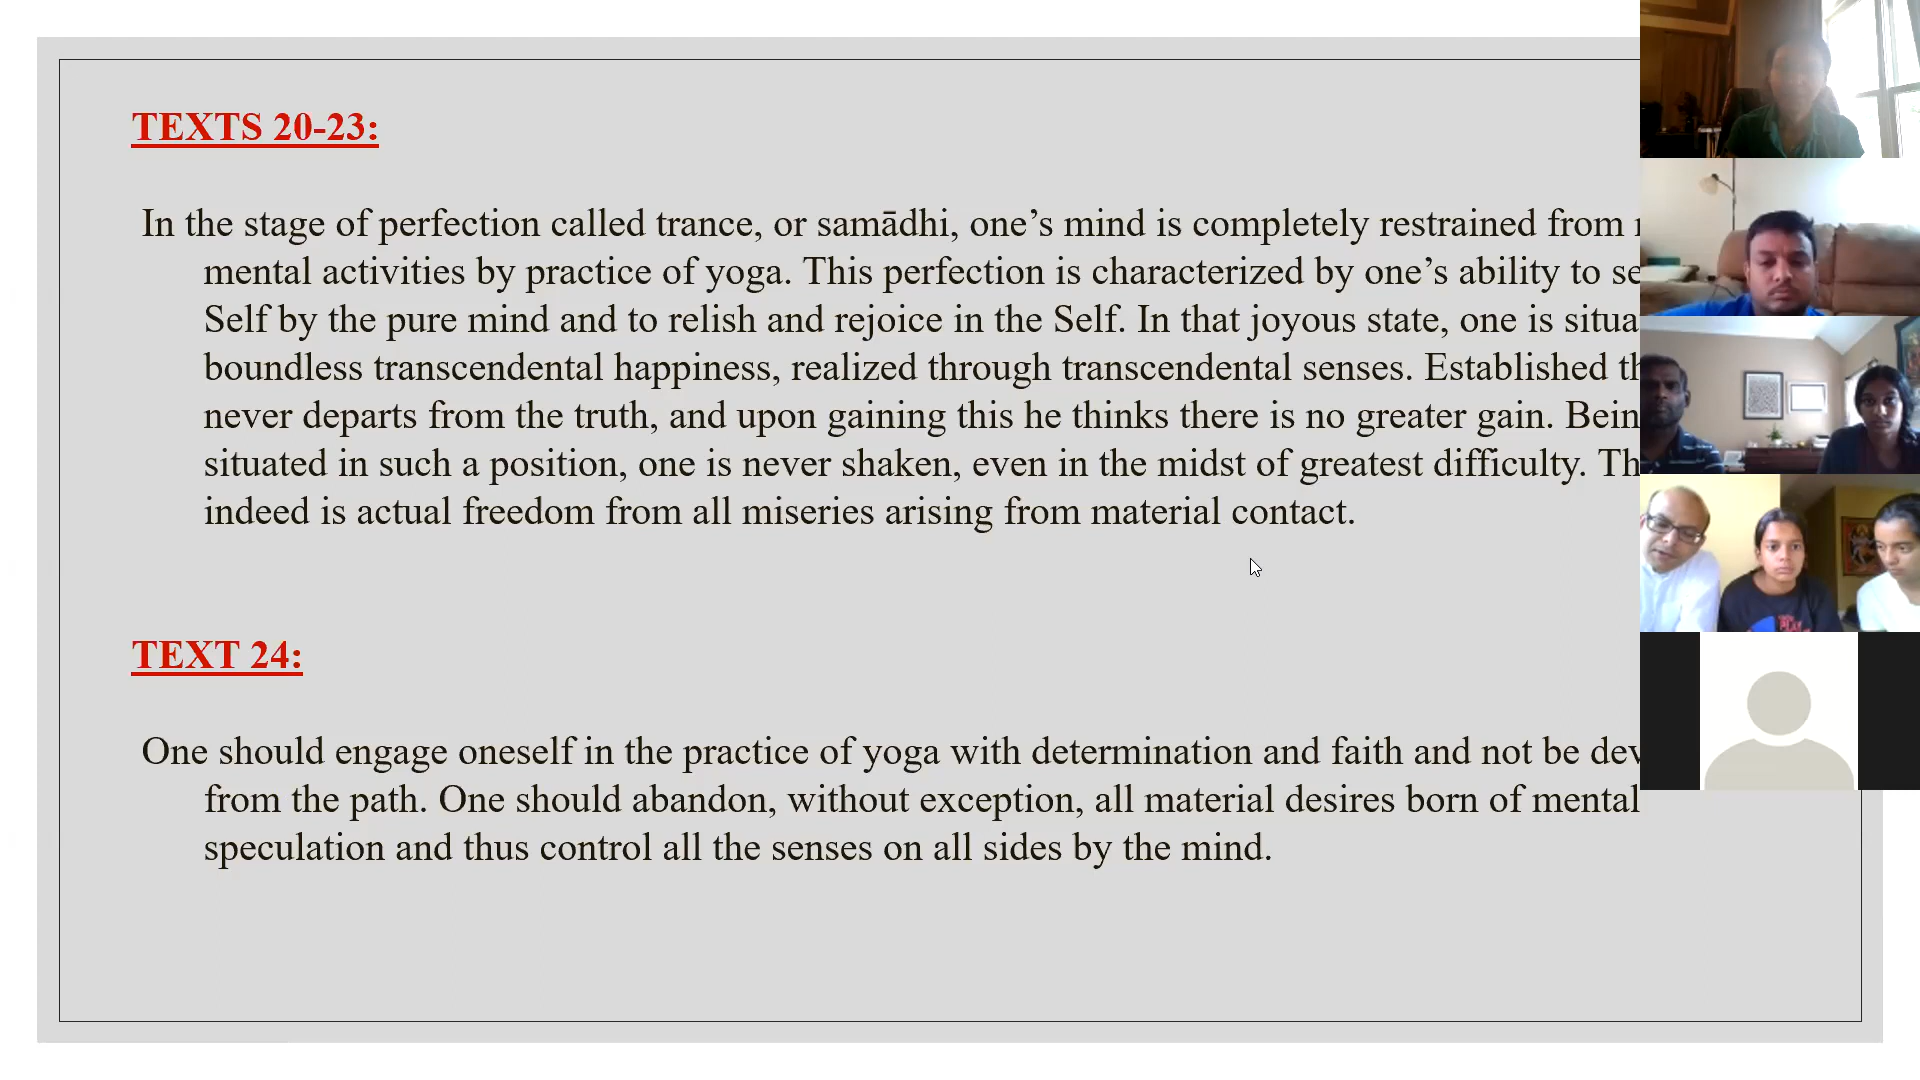 TEXTS 20-23:
In the stage of perfection called trance, or samādhi, one’s mind is completely restrained from
mental activities by practice of yoga. This perfection is characterized by one’s ability to
Self by the pure mind and to relish and rejoice in the Self. In that joyous state, one is
boundless transcendental happiness, realized through transcendental senses. Established
never departs from the truth, and upon gaining this he thinks there is no greater gain.
situated in such a position, one is never shaken, even in the midst of greatest difficulty.
indeed is actual freedom from all miseries arising from material contact.
TEXT 24:
One should engage oneself in the practice of yoga with determination and faith and not be
from the path. One should abandon, without exception, all material desires born of mental
speculation and thus control all the senses on all sides by the mind.